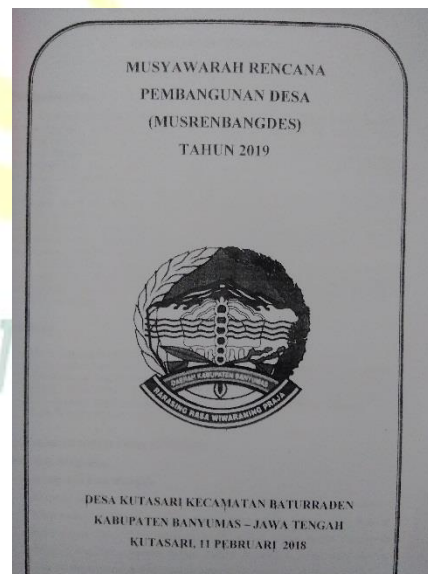 MUSYAWARAH RENCANA
PEMBANGUNAN DESA
(MUSRENBANGDES)
TAHUN 2019
DAERAH KABUPATEN BANYUMAS
RARASING RASA WIWARANING PRAJA
DESA KUTASARI KECAMATAN BATURRADEN
KABUPATEN BANYUMAS – JAWA TENGAH
KUTASARI, 11 PEBRUARI 2018